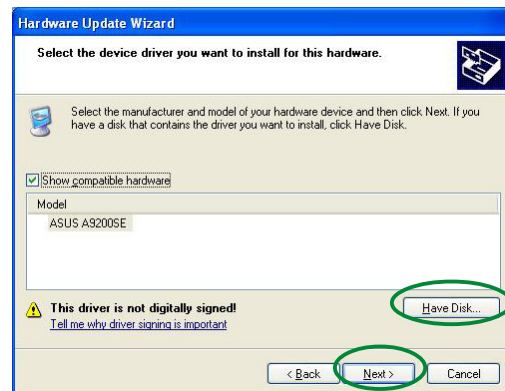 Hardware Update Wizard
Select the device driver you want to install for this hardware.
Select the manufacturer and model of your hardware device and then click Next. If you
have a disk that contains the driver you want to install, click Have Disk.
Show compatible hardware
Model
ASUS A9200SE
This driver is not digitally signed!
Tell me why driver signing is important
Have Disk...
< Back
Next >
Cancel